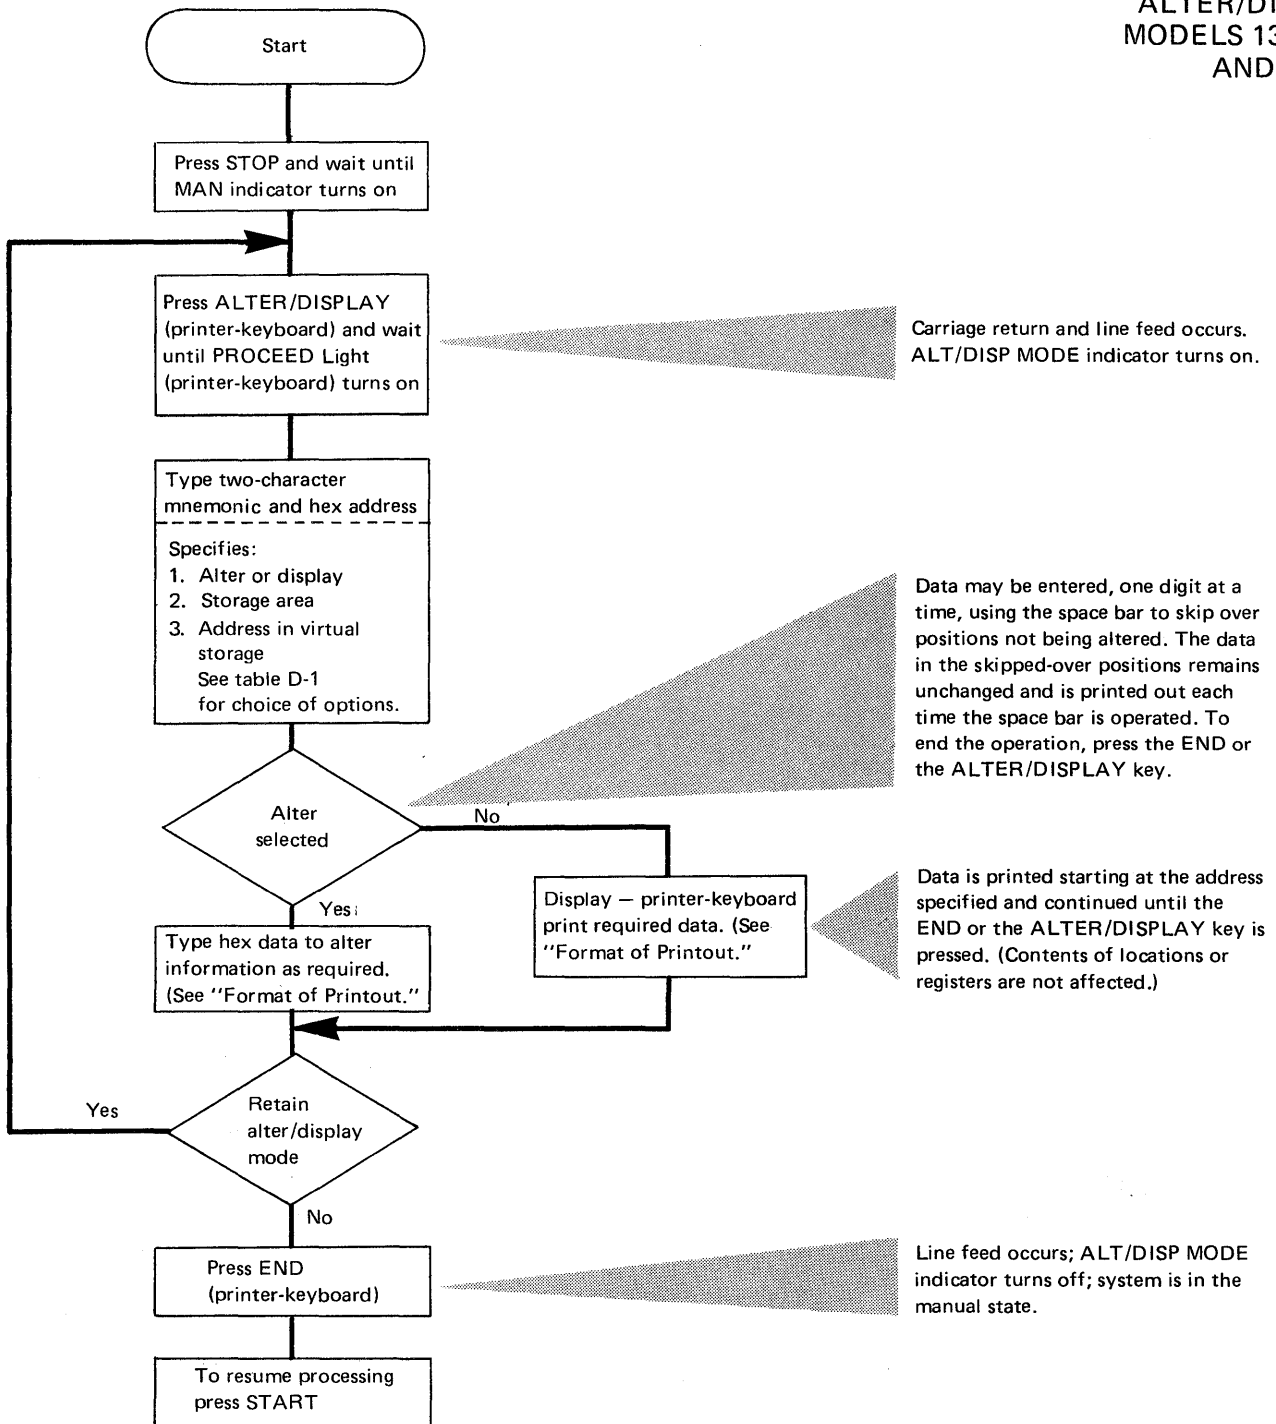 ALTER/DI
MODELS 13
AND
Start
Press STOP and wait until
MAN indicator turns on
Press ALTER/DISPLAY
(printer-keyboard) and wait
until PROCEED Light
(printer-keyboard) turns on
Carriage return and line feed occurs.
ALT/DISP MODE indicator turns on.
Type two-character
mnemonic and hex address
Specifies:
1. Alter or display
2. Storage area
3. Address in virtual
storage
See table D-1
for choice of options.
Data may be entered, one digit at a
time, using the space bar to skip over
positions not being altered. The data
in the skipped-over positions remains
unchanged and is printed out each
time the space bar is operated. To
end the operation, press the END or
the ALTER/DISPLAY key.
Alter
selected
No
Yes
Display — printer-keyboard
print required data. (See
"Format of Printout."
Data is printed starting at the address
specified and continued until the
END or the ALTER/DISPLAY key is
pressed. (Contents of locations or
registers are not affected.)
Type hex data to alter
information as required.
(See "Format of Printout."
Yes
Retain
alter/display
mode
No
Press END
(printer-keyboard)
Line feed occurs; ALT/DISP MODE
indicator turns off; system is in the
manual state.
To resume processing
press START